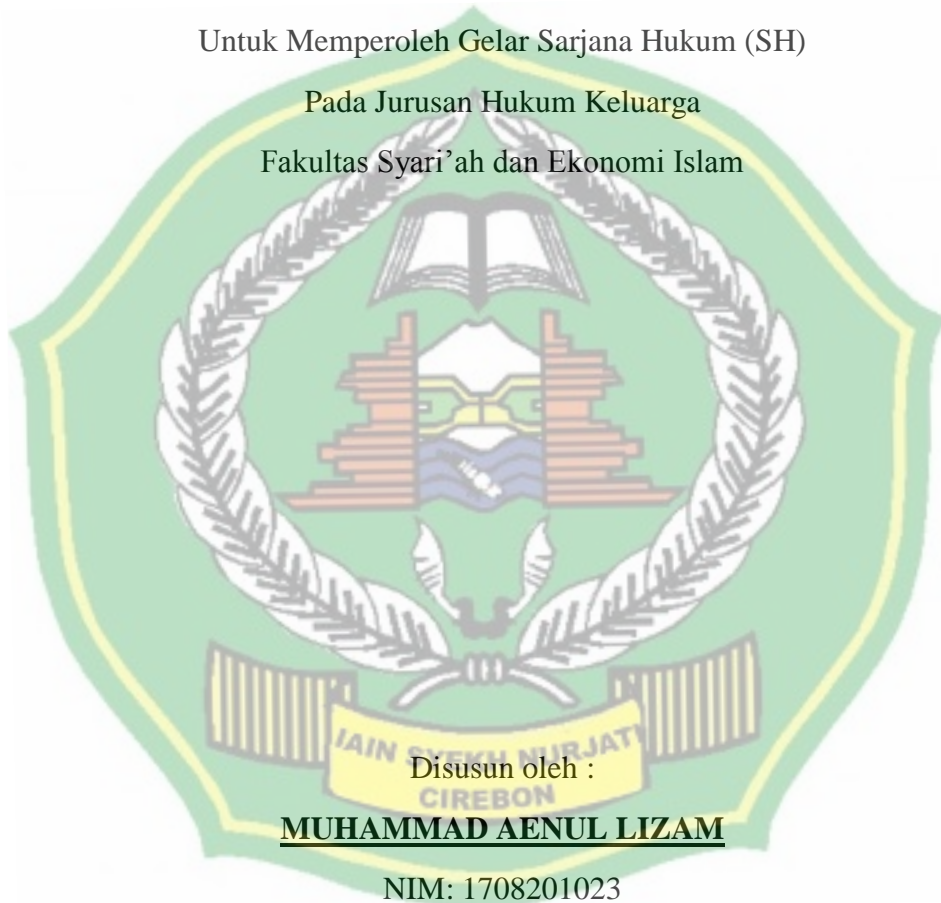 Untuk Memperoleh Gelar Sarjana Hukum (SH)
Pada Jurusan Hukum Keluarga
Fakultas Syari’ah dan Ekonomi Islam
IAIN SYEKH NURJATI
Disusun oleh :
CIREBON
MUHAMMAD AENUL LIZAM
NIM: 1708201023